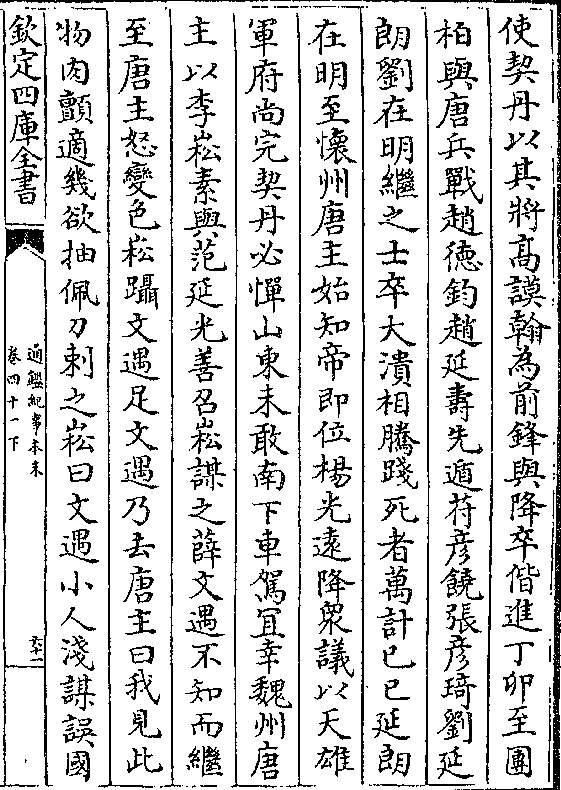 使契丹以其將高謨翰為前鋒與降卒偕進丁卯至團
柏與唐兵戰趙德鈞趙延壽先遁苻彦饒張彦琦劉延
朗劉在明繼之士卒大潰相騰踐死者萬計己巳延朗
在明至懷州唐主始知帝即位楊光遠降衆議以天雄
軍府尚完契丹必憚山東未敢南下車駕宜幸魏州唐
主以李崧素與范延光善召崧謀之薛文遇不知而繼
至唐主怒變色崧躡文遇足文遇乃去唐主曰我見此
物肉顫適幾欲抽佩刀刺之崧曰文遇小人淺謀誤國
欽定四庫全書
通鑑紀事本末
卷四十一下